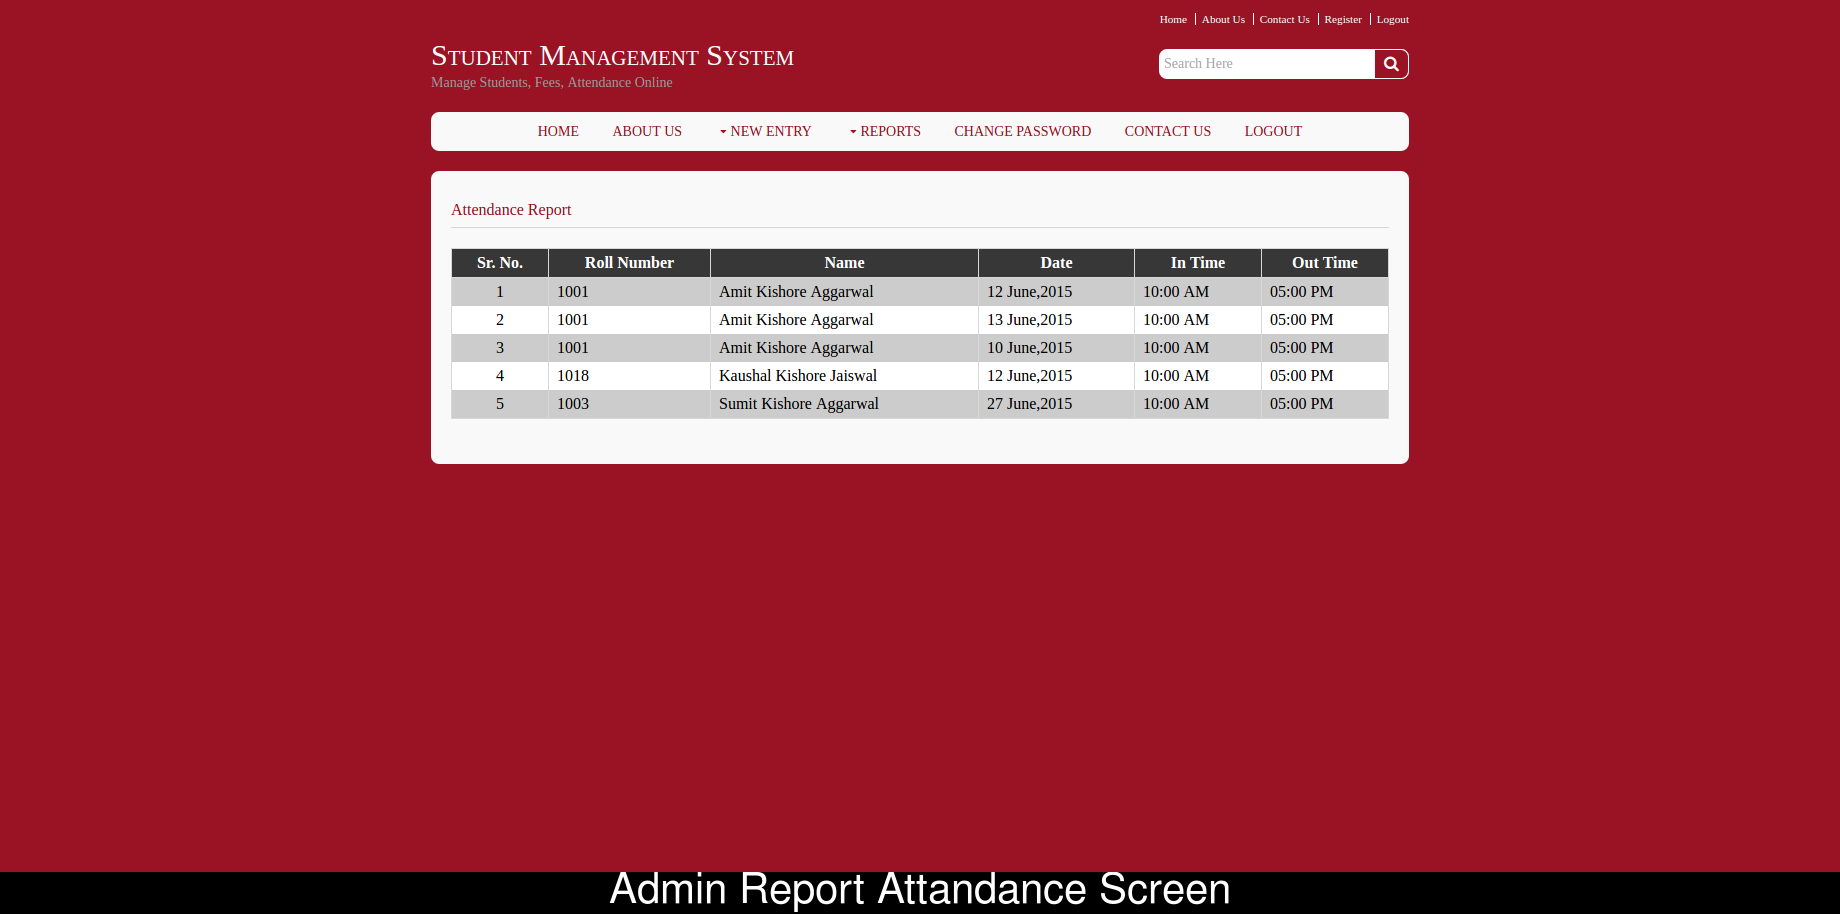 Home About Us Contact Us Register Logout
Student Management System
Manage Students, Fees, Attendance Online
Search Here
HOME ABOUT US NEW ENTRY REPORTS CHANGE PASSWORD CONTACT US LOGOUT
Attendance Report
Sr. No. Roll Number Name Date In Time Out Time
1 1001 Amit Kishore Aggarwal 12 June,2015 10:00 AM 05:00 PM
2 1001 Amit Kishore Aggarwal 13 June,2015 10:00 AM 05:00 PM
3 1001 Amit Kishore Aggarwal 10 June,2015 10:00 AM 05:00 PM
4 1018 Kaushal Kishore Jaiswal 12 June,2015 10:00 AM 05:00 PM
5 1003 Sumit Kishore Aggarwal 27 June,2015 10:00 AM 05:00 PM
Admin Report Attandance Screen